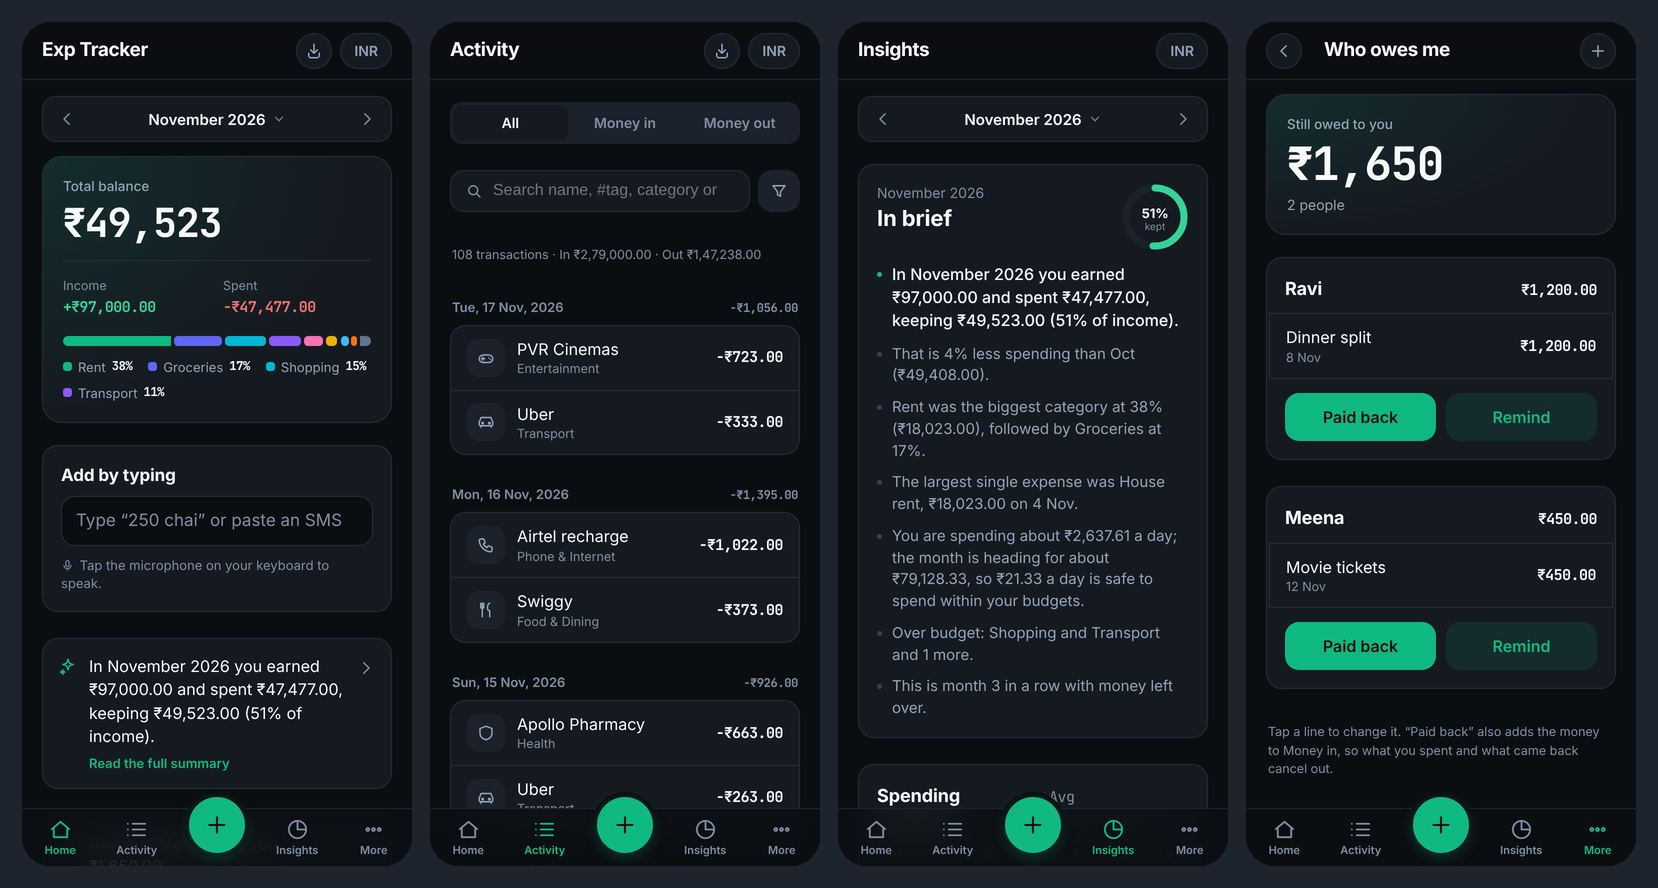 Exp Tracker
INR
November 2026
Total balance
₹49,523
Income
Spent
+₹97,000.00
-₹47,477.00
Rent 38% Groceries 17% Shopping 15%
Transport 11%
Add by typing
Type “250 chai” or paste an SMS
Tap the microphone on your keyboard to
speak.
In November 2026 you earned
₹97,000.00 and spent ₹47,477.00,
keeping ₹49,523.00 (51% of
income).
Read the full summary
₹1,650.00
Home
Activity
Insights
More
Activity
INR
All
Money in
Money out
Search name, #tag, category or
108 transactions · In ₹2,79,000.00 · Out ₹1,47,238.00
Tue, 17 Nov, 2026
-₹1,056.00
PVR Cinemas
Entertainment
-₹723.00
Uber
Transport
-₹333.00
Mon, 16 Nov, 2026
-₹1,395.00
Airtel recharge
Phone & Internet
-₹1,022.00
Swiggy
Food & Dining
-₹373.00
Sun, 15 Nov, 2026
-₹926.00
Apollo Pharmacy
Health
-₹663.00
Uber
Transport
-₹263.00
Home
Activity
Insights
More
Insights
INR
November 2026
November 2026
In brief
51%
kept
In November 2026 you earned
₹97,000.00 and spent ₹47,477.00,
keeping ₹49,523.00 (51% of income).
That is 4% less spending than Oct
(₹49,408.00).
Rent was the biggest category at 38%
(₹18,023.00), followed by Groceries at
17%.
The largest single expense was House
rent, ₹18,023.00 on 4 Nov.
You are spending about ₹2,637.61 a day;
the month is heading for about
₹79,128.33, so ₹21.33 a day is safe to
spend within your budgets.
Over budget: Shopping and Transport
and 1 more.
This is month 3 in a row with money left
over.
Spending
Avg
Home
Activity
Insights
More
Who owes me
Still owed to you
₹1,650
2 people
Ravi
₹1,200.00
Dinner split
8 Nov
₹1,200.00
Paid back
Remind
Meena
₹450.00
Movie tickets
12 Nov
₹450.00
Paid back
Remind
Tap a line to change it. “Paid back” also adds the money
to Money in, so what you spent and what came back
cancel out.
Home
Activity
Insights
More